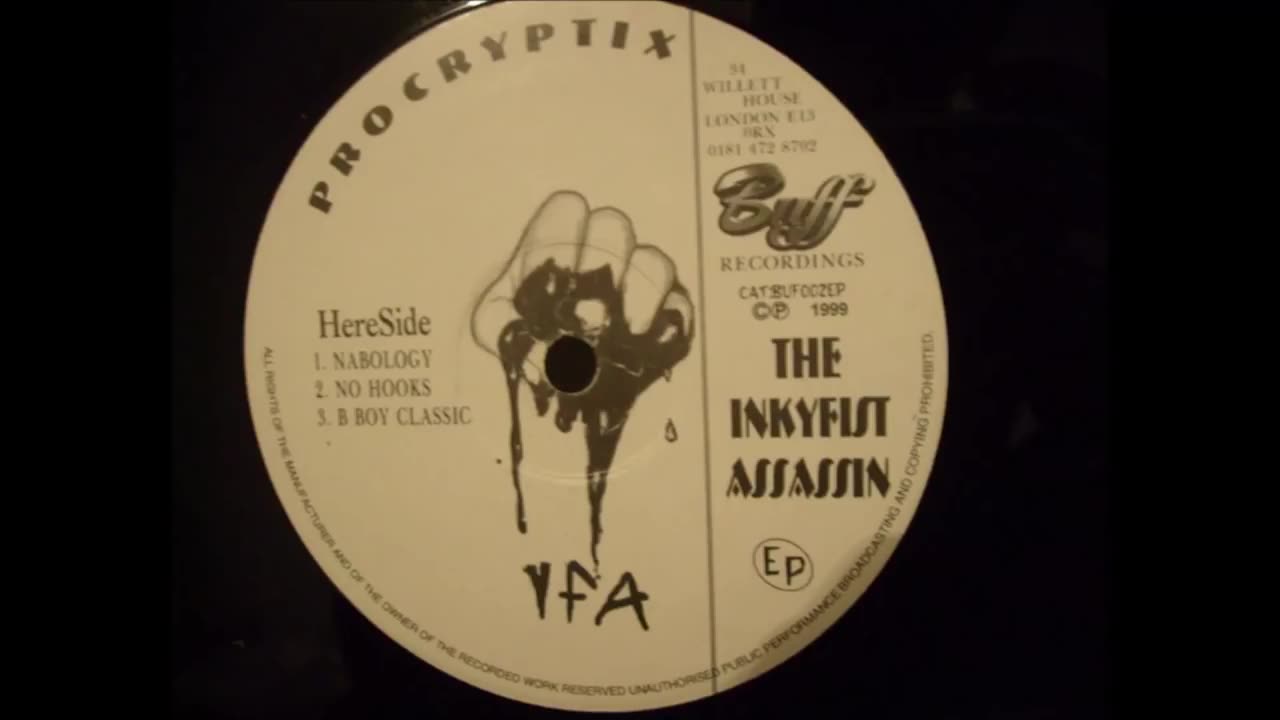 PROCRYPTIX
34
WILLETT
HOUSE
LONDON E13
0RX
0181 472 8702
Buff
RECORDINGS
CAT:BUF002EP
©℗ 1999
THE
INKYFIST
ASSASSIN
EP
HereSide
1. NABOLOGY
2. NO HOOKS
3. B BOY CLASSIC
IFA
ALL RIGHTS OF THE MANUFACTURER AND OF THE OWNER OF THE RECORDED WORK RESERVED UNAUTHORISED PUBLIC PERFORMANCE BROADCASTING AND COPYING PROHIBITED.